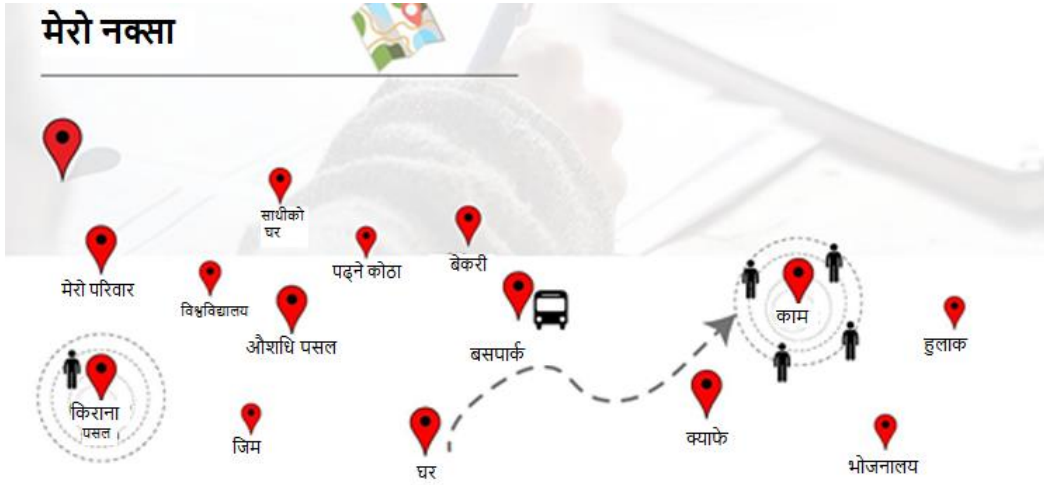 मेरो नक्सा
साथीको
घर
पढ्ने कोठा
बेकरी
मेरो परिवार
विश्वविद्यालय
औशधि पसल
बसपार्क
काम
हुलाक
किराना
पसल ।
जिम
घर
क्याफे
भोजनालय